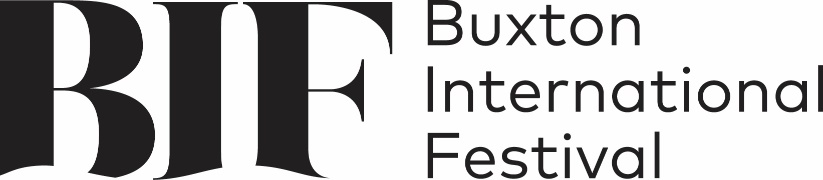 BIF
Buxton
International
Festival